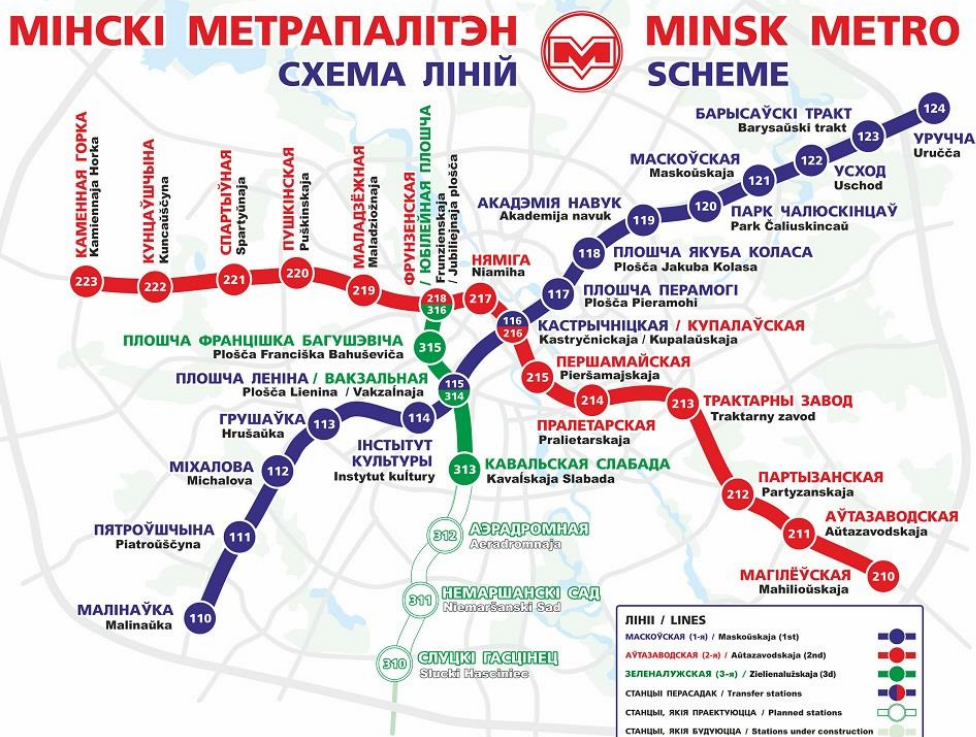 МІНСКІ МЕТРАПАЛІТЭН
СХЕМА ЛІНІЙ
MINSK METRO
SCHEME
КАМЕННАЯ ГОРКА
Kamiennaja Horka
223
КУНЦАЎШЧЫНА
Kuncaŭščyna
222
СПАРТЫЎНАЯ
Spartyŭnaja
221
ПУШКІНСКАЯ
Puškinskaja
220
МАЛАДЗЁЖНАЯ
Maladziožnaja
219
ФРУНЗЕНСКАЯ
/ ЮБІЛЕЙНАЯ ПЛОШЧА
Frunzienskaja
/ Jubiliejnaja plošča
218
316
НЯМІГА
Niamiha
217
116
216
КАСТРЫЧНІЦКАЯ / КУПАЛАЎСКАЯ
Kastryčnickaja / Kupalaŭskaja
ПЕРШАМАЙСКАЯ
Pieršamajskaja
215
214
ПРАЛЕТАРСКАЯ
Pralietarskaja
213
ТРАКТАРНЫ ЗАВОД
Traktarny zavod
ПАРТЫЗАНСКАЯ
Partyzanskaja
212
АЎТАЗАВОДСКАЯ
Aŭtazavodskaja
211
МАГІЛЁЎСКАЯ
Mahilioŭskaja
210
124
УРУЧЧА
Uručča
БАРЫСАЎСКІ ТРАКТ
Barysaŭski trakt
123
122
УСХОД
Uschod
МАСКОЎСКАЯ
Maskoŭskaja
121
120
ПАРК ЧАЛЮСКІНЦАЎ
Park Čaliuskincaŭ
АКАДЭМІЯ НАВУК
Akademija navuk
119
118
ПЛОШЧА ЯКУБА КОЛАСА
Plošča Jakuba Kolasa
117
ПЛОШЧА ПЕРАМОГІ
Plošča Pieramohi
ПЛОШЧА ФРАНЦІШКА БАГУШЭВІЧА
Plošča Franciška Bahuševiča
315
ПЛОШЧА ЛЕНІНА / ВАКЗАЛЬНАЯ
Plošča Lienina / Vakzaĺnaja
115
314
114
ІНСТЫТУТ
КУЛЬТУРЫ
Instytut kuĺtury
ГРУШАЎКА
Hrušaŭka
113
МІХАЛОВА
Michalova
112
ПЯТРОЎШЧЫНА
Piatroŭščyna
111
МАЛІНАЎКА
Malinaŭka
110
313
КАВАЛЬСКАЯ СЛАБАДА
Kavaĺskaja Slabada
312
АЭРАДРОМНАЯ
Aeradromnaja
311
НЕМАРШАНСКІ САД
Niemaršanski Sad
310
СЛУЦКІ ГАСЦІНЕЦ
Slucki Hasciniec
ЛІНІІ / LINES
МАСКОЎСКАЯ (1-я) / Maskoŭskaja (1st)
АЎТАЗАВОДСКАЯ (2-я) / Aŭtazavodskaja (2nd)
ЗЕЛЕНАЛУЖСКАЯ (3-я) / Zielienalužskaja (3d)
СТАНЦЫІ ПЕРАСАДАК / Transfer stations
СТАНЦЫІ, ЯКІЯ ПРАЕКТУЮЦЦА / Planned stations
СТАНЦЫІ, ЯКІЯ БУДУЮЦЦА / Stations under construction